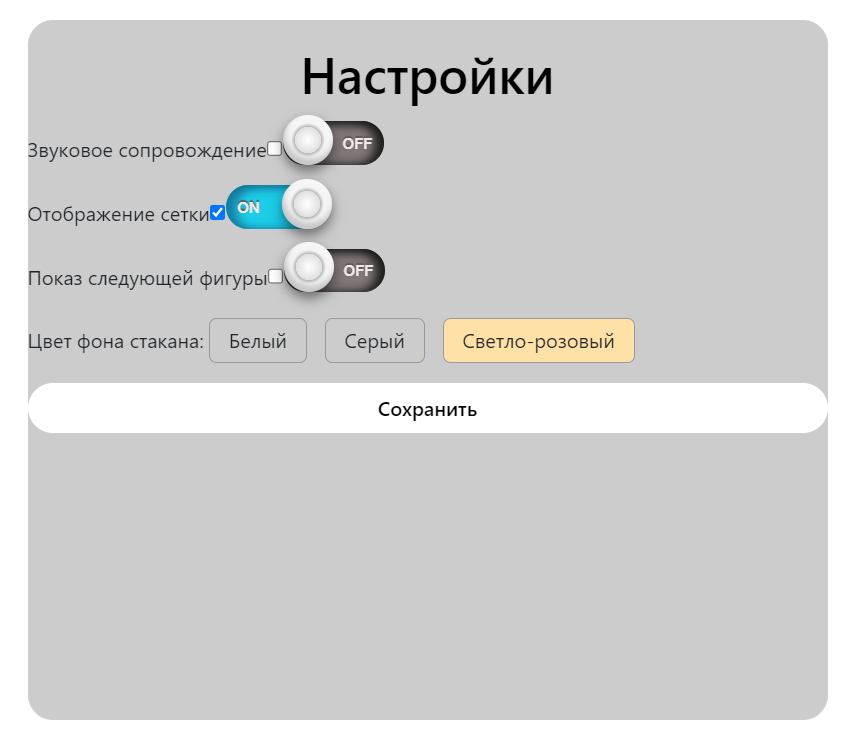 Настройки
Звуковое сопровождение OFF
Отображение сетки ON
Показ следующей фигуры OFF
Цвет фона стакана: Белый Серый Светло-розовый
Сохранить